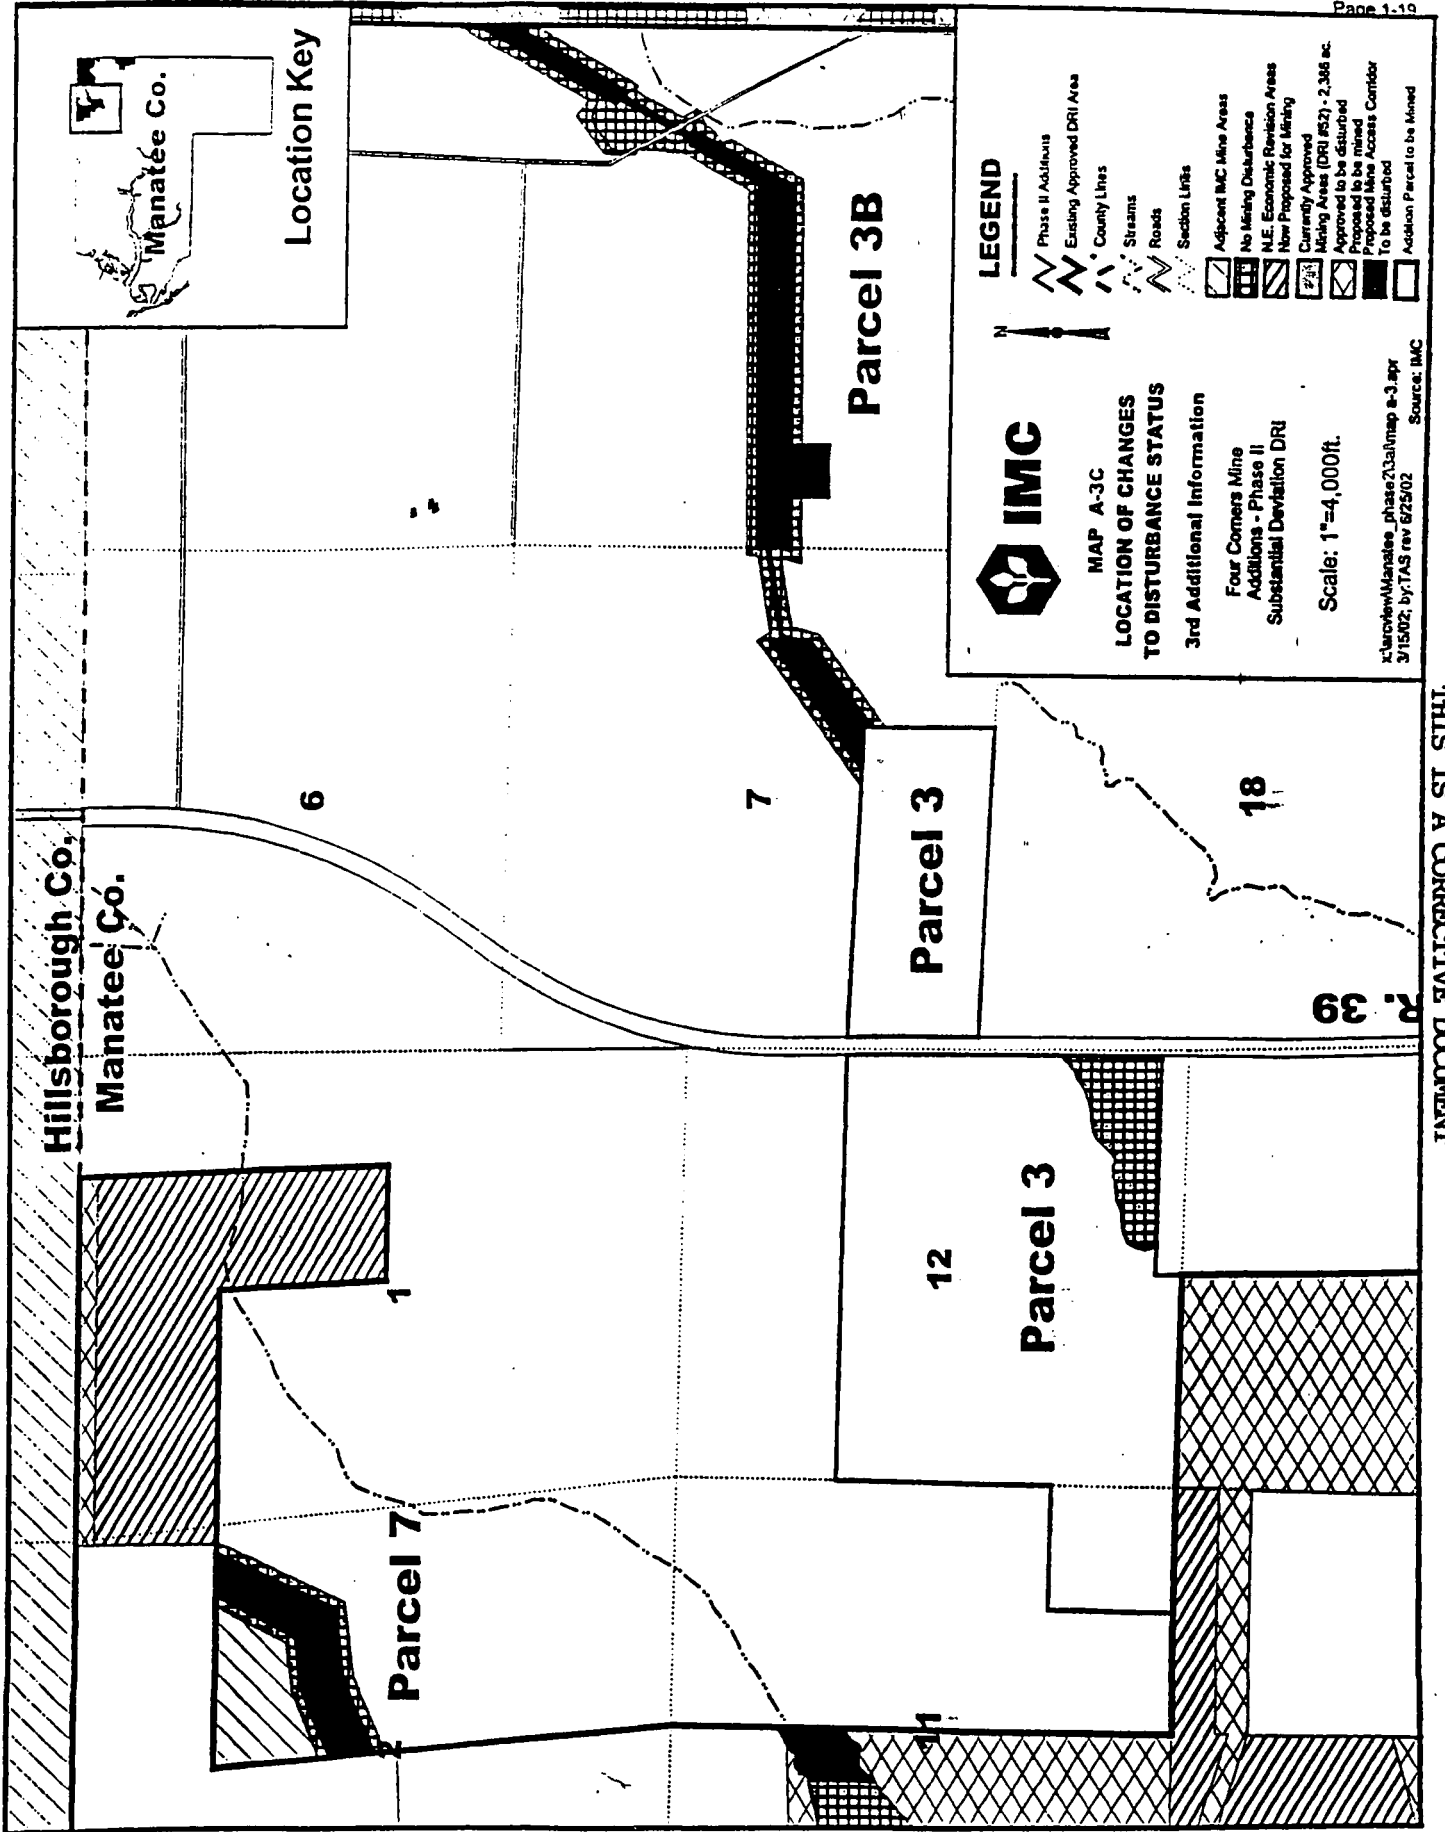 Page 1-19
THIS IS A CORRECTIVE DOCUMENT
Hillsborough Co.
Manatee Co.
Manatee Co.
Location Key
6
1
Parcel 7
2
7
Parcel 3B
Parcel 3
12
11
Parcel 3
18
R. 39
IMC
MAP A-3C
LOCATION OF CHANGES
TO DISTURBANCE STATUS
3rd Additional Information
Four Corners Mine
Additions - Phase II
Substantial Deviation DRI
Scale: 1"=4,000ft.
x:\arcview\Manatee_phase2\3ai\map a-3.apr
3/15/02; by:TAS rev 6/25/02
Source: IMC
N
LEGEND
Phase II Additions
Existing Approved DRI Area
County Lines
Streams
Roads
Section Lines
Adjacent IMC Mine Areas
No Mining Disturbance
N.E. Economic Revision Areas
Now Proposed for Mining
Currently Approved
Mining Areas (DRI #52) - 2,386 ac.
Approved to be disturbed
Proposed to be mined
Proposed Mine Access Corridor
To be disturbed
Addition Parcel to be Mined